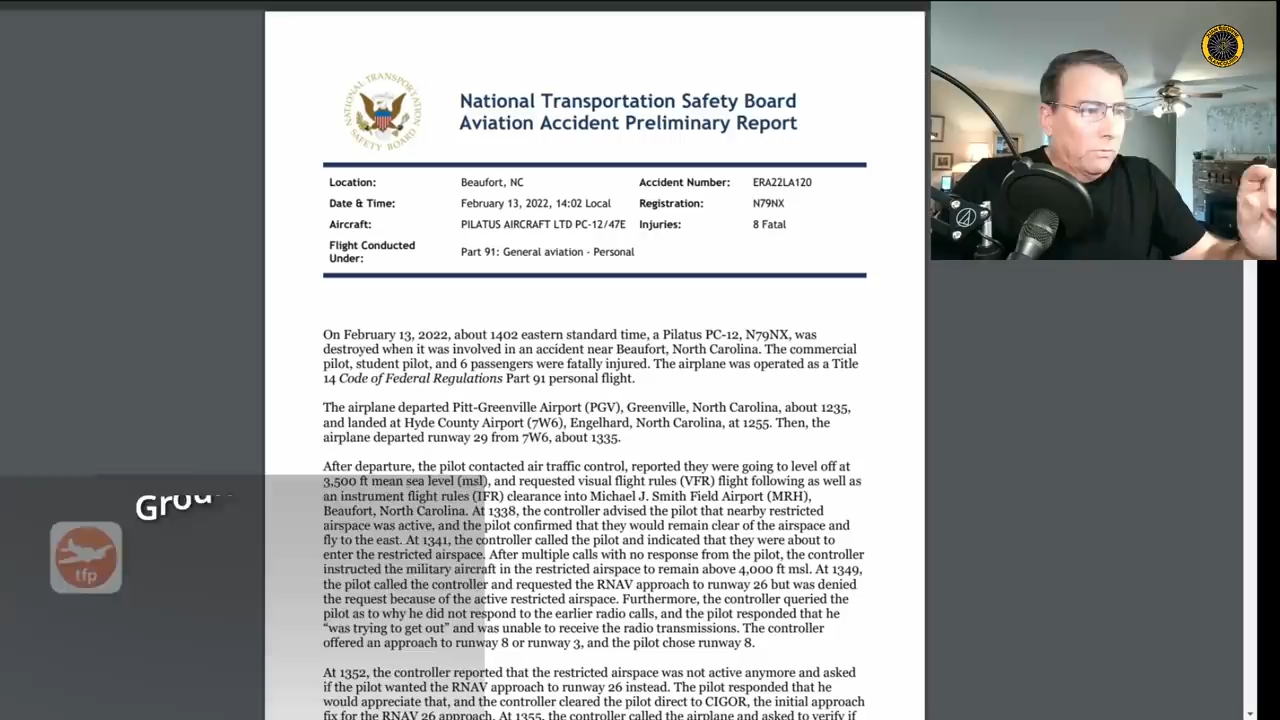 NATIONAL TRANSPORTATION
SAFETY BOARD
National Transportation Safety Board
Aviation Accident Preliminary Report
Location: Beaufort, NC Accident Number: ERA22LA120
Date & Time: February 13, 2022, 14:02 Local Registration: N79NX
Aircraft: PILATUS AIRCRAFT LTD PC-12/47E Injuries: 8 Fatal
Flight Conducted
Under: Part 91: General aviation - Personal
On February 13, 2022, about 1402 eastern standard time, a Pilatus PC-12, N79NX, was
destroyed when it was involved in an accident near Beaufort, North Carolina. The commercial
pilot, student pilot, and 6 passengers were fatally injured. The airplane was operated as a Title
14 Code of Federal Regulations Part 91 personal flight.
The airplane departed Pitt-Greenville Airport (PGV), Greenville, North Carolina, about 1235,
and landed at Hyde County Airport (7W6), Engelhard, North Carolina, at 1255. Then, the
airplane departed runway 29 from 7W6, about 1335.
After departure, the pilot contacted air traffic control, reported they were going to level off at
3,500 ft mean sea level (msl), and requested visual flight rules (VFR) flight following as well as
an instrument flight rules (IFR) clearance into Michael J. Smith Field Airport (MRH),
Beaufort, North Carolina. At 1338, the controller advised the pilot that nearby restricted
airspace was active, and the pilot confirmed that they would remain clear of the airspace and
fly to the east. At 1341, the controller called the pilot and indicated that they were about to
enter the restricted airspace. After multiple calls with no response from the pilot, the controller
instructed the military aircraft in the restricted airspace to remain above 4,000 ft msl. At 1349,
the pilot called the controller and requested the RNAV approach to runway 26 but was denied
the request because of the active restricted airspace. Furthermore, the controller queried the
pilot as to why he did not respond to the earlier radio calls, and the pilot responded that he
“was trying to get out” and was unable to receive the radio transmissions. The controller
offered an approach to runway 8 or runway 3, and the pilot chose runway 8.
At 1352, the controller reported that the restricted airspace was not active anymore and asked
if the pilot wanted the RNAV approach to runway 26 instead. The pilot responded that he
would appreciate that, and the controller cleared the pilot direct to CIGOR, the initial approach
fix for the RNAV 26 approach. At 1355, the controller called the airplane and asked to verify if
Grou
tfp